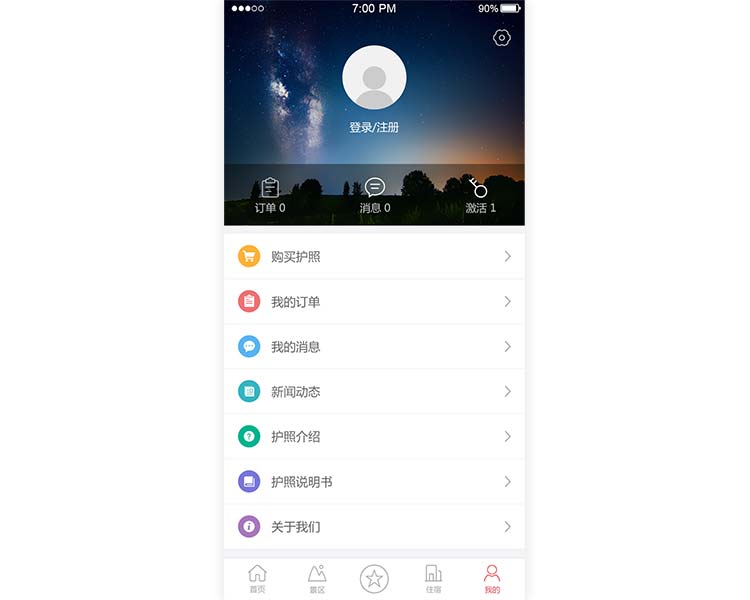 7:00 PM 90%
登录/注册
订单 0 消息 0 激活 1
购买护照
我的订单
我的消息
新闻动态
护照介绍
护照说明书
关于我们
首页 景区 住宿 我的